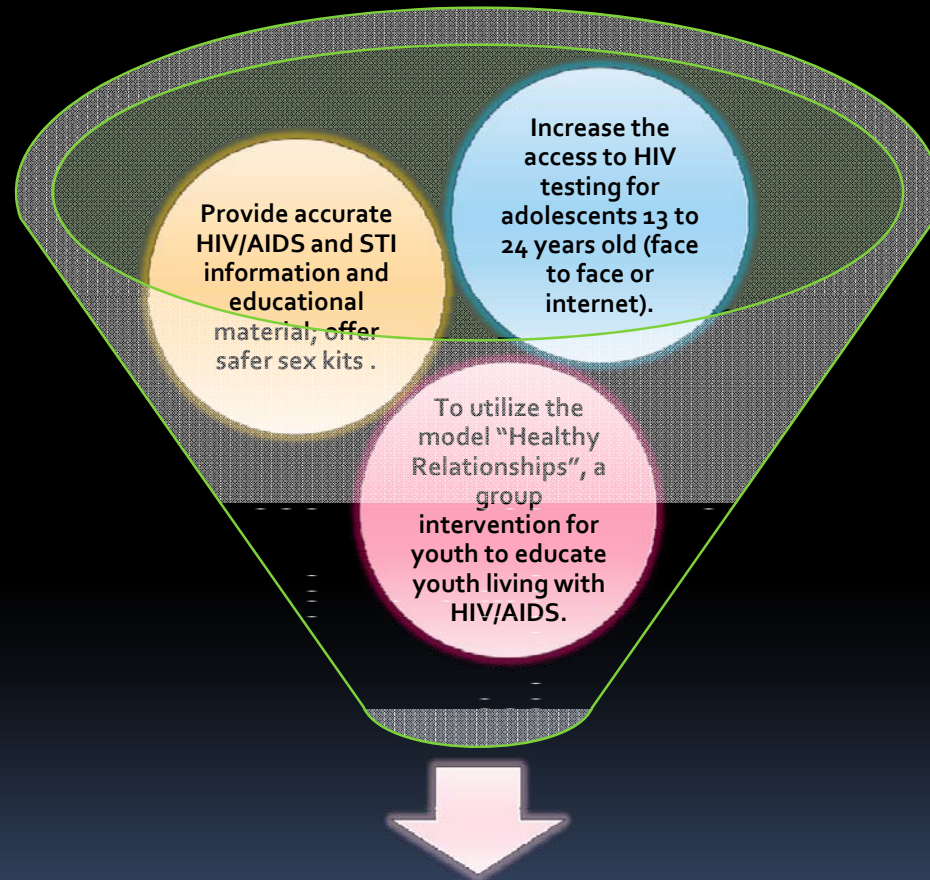 Provide accurate
HIV/AIDS and STI
information and
educational
material; offer
safer sex kits .
Increase the
access to HIV
testing for
adolescents 13 to
24 years old (face
to face or
internet).
To utilize the
model “Healthy
Relationships”, a
group
intervention for
youth to educate
youth living with
HIV/AIDS.